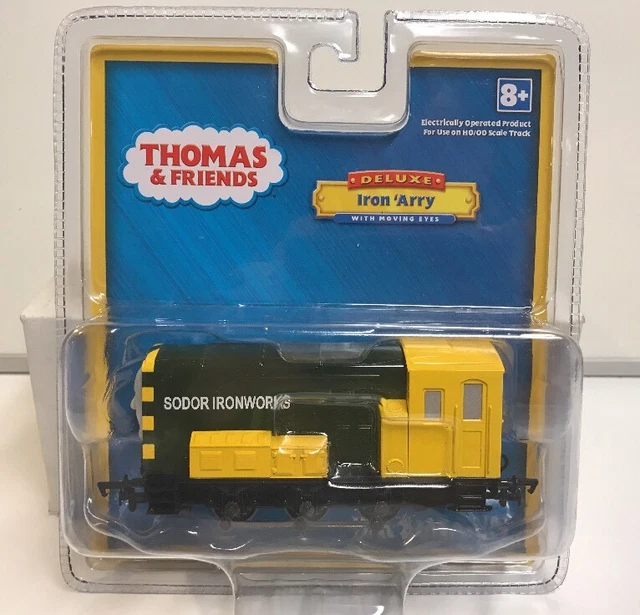 8+
Electrically Operated Product
For Use on HO/OO Scale Track
THOMAS
& FRIENDS
DELUXE
Iron 'Arry
WITH MOVING EYES
SODOR IRONWORKS